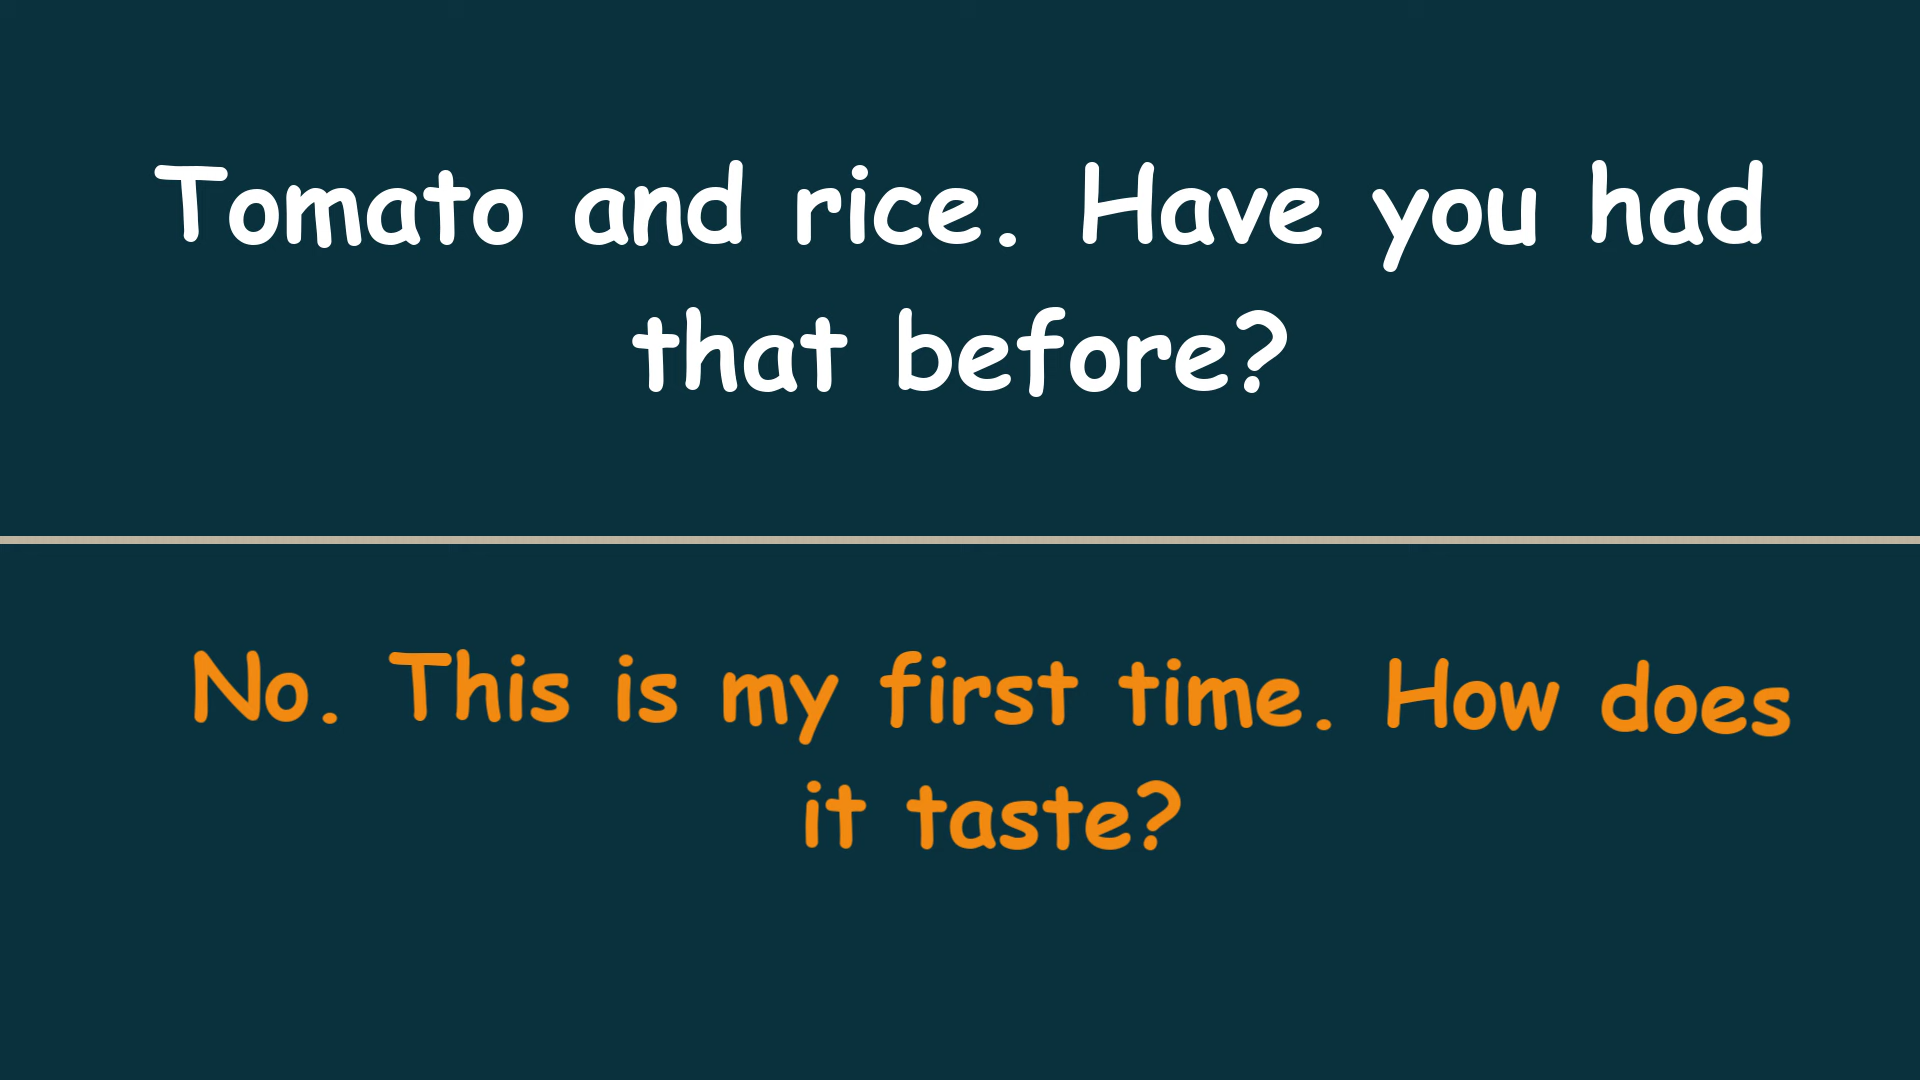 Tomato and rice. Have you had
that before?
No. This is my first time. How does
it taste?